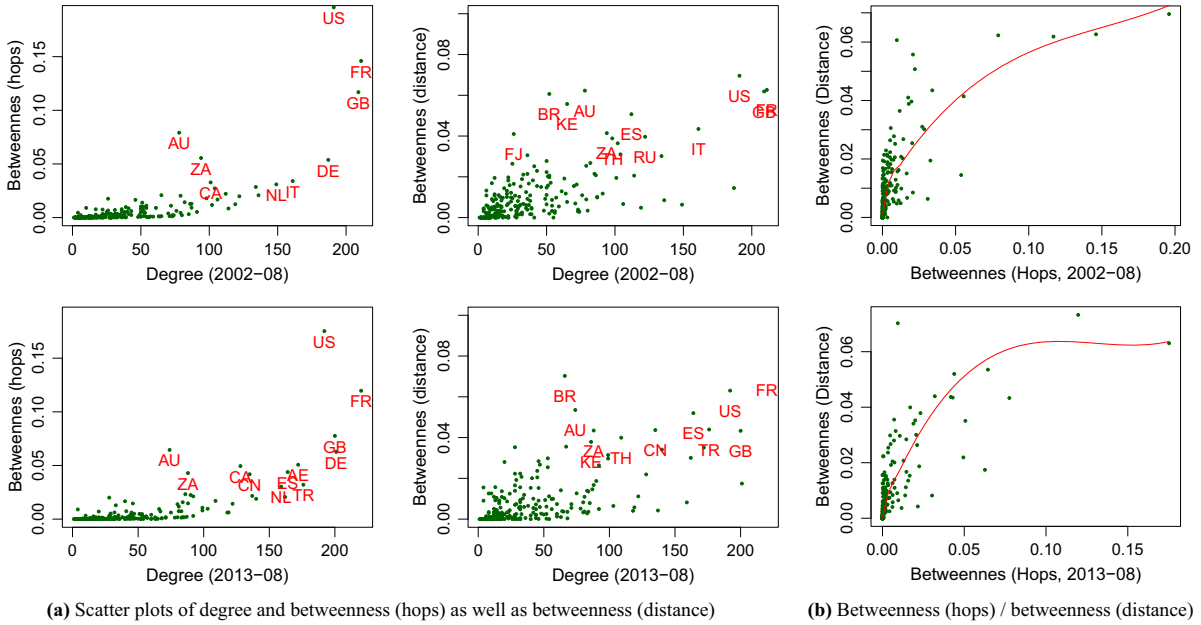 Betweennes (hops)
0.15
0.10
0.05
0.00
US
FR
GB
AU
ZA
DE
CA
NL
IT
0 50 100 150 200
Degree (2002−08)
Betweennes (distance)
0.08
0.04
0.00
US
FR
GB
BR
KE
AU
ES
ZA
TH
RU
IT
FJ
0 50 100 150 200
Degree (2002−08)
Betweenness (Distance)
0.06
0.04
0.02
0.00
0.00 0.05 0.10 0.15 0.20
Betweennes (Hops, 2002−08)
Betweennes (hops)
0.15
0.10
0.05
0.00
US
FR
GB
DE
AU
ZA
CA
CN
AE
ES
NL
TR
0 50 100 150 200
Degree (2013−08)
Betweennes (distance)
0.08
0.04
0.00
FR
BR
US
AU
ES
ZA
CN
TR
GB
KE
TH
0 50 100 150 200
Degree (2013−08)
Betweenness (Distance)
0.06
0.04
0.02
0.00
0.00 0.05 0.10 0.15
Betweennes (Hops, 2013−08)
(a) Scatter plots of degree and betweenness (hops) as well as betweenness (distance)
(b) Betweenness (hops) / betweenness (distance)